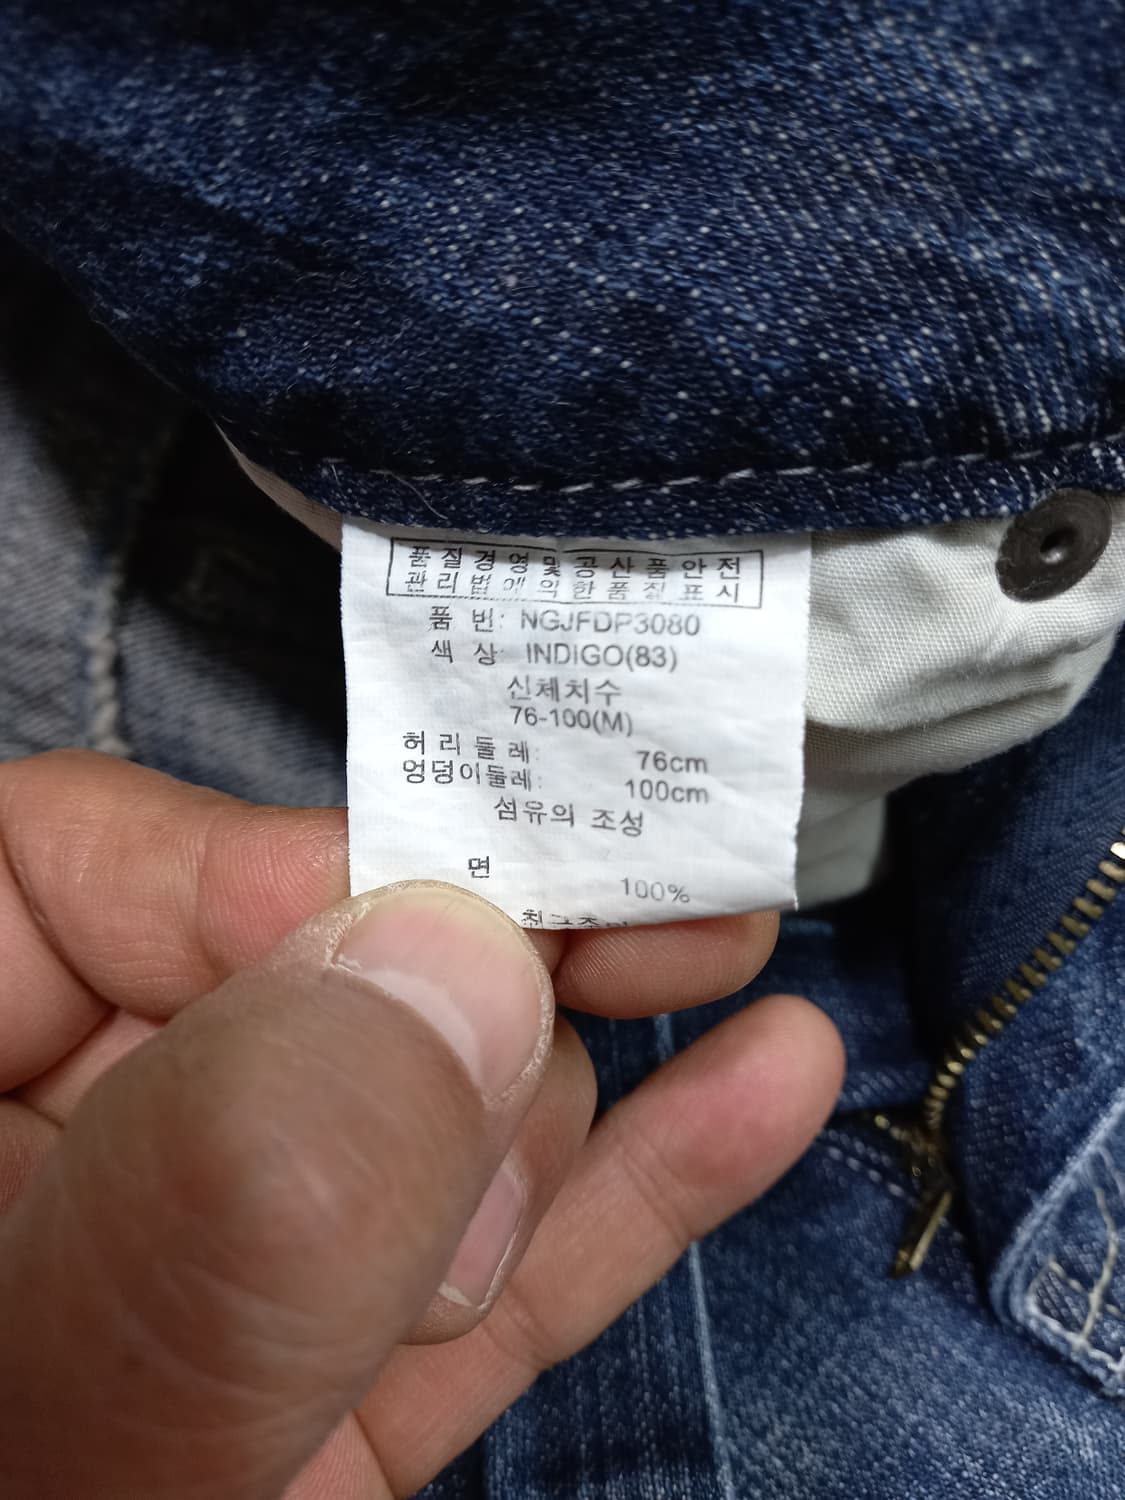 품질경영및공산품안전
관리법에의한품질표시
품 번: NGJFDP3080
색 상 INDIGO(83)
신체치수
76-100(M)
허리둘레: 76cm
엉덩이둘레: 100cm
섬유의 조성
면 100%